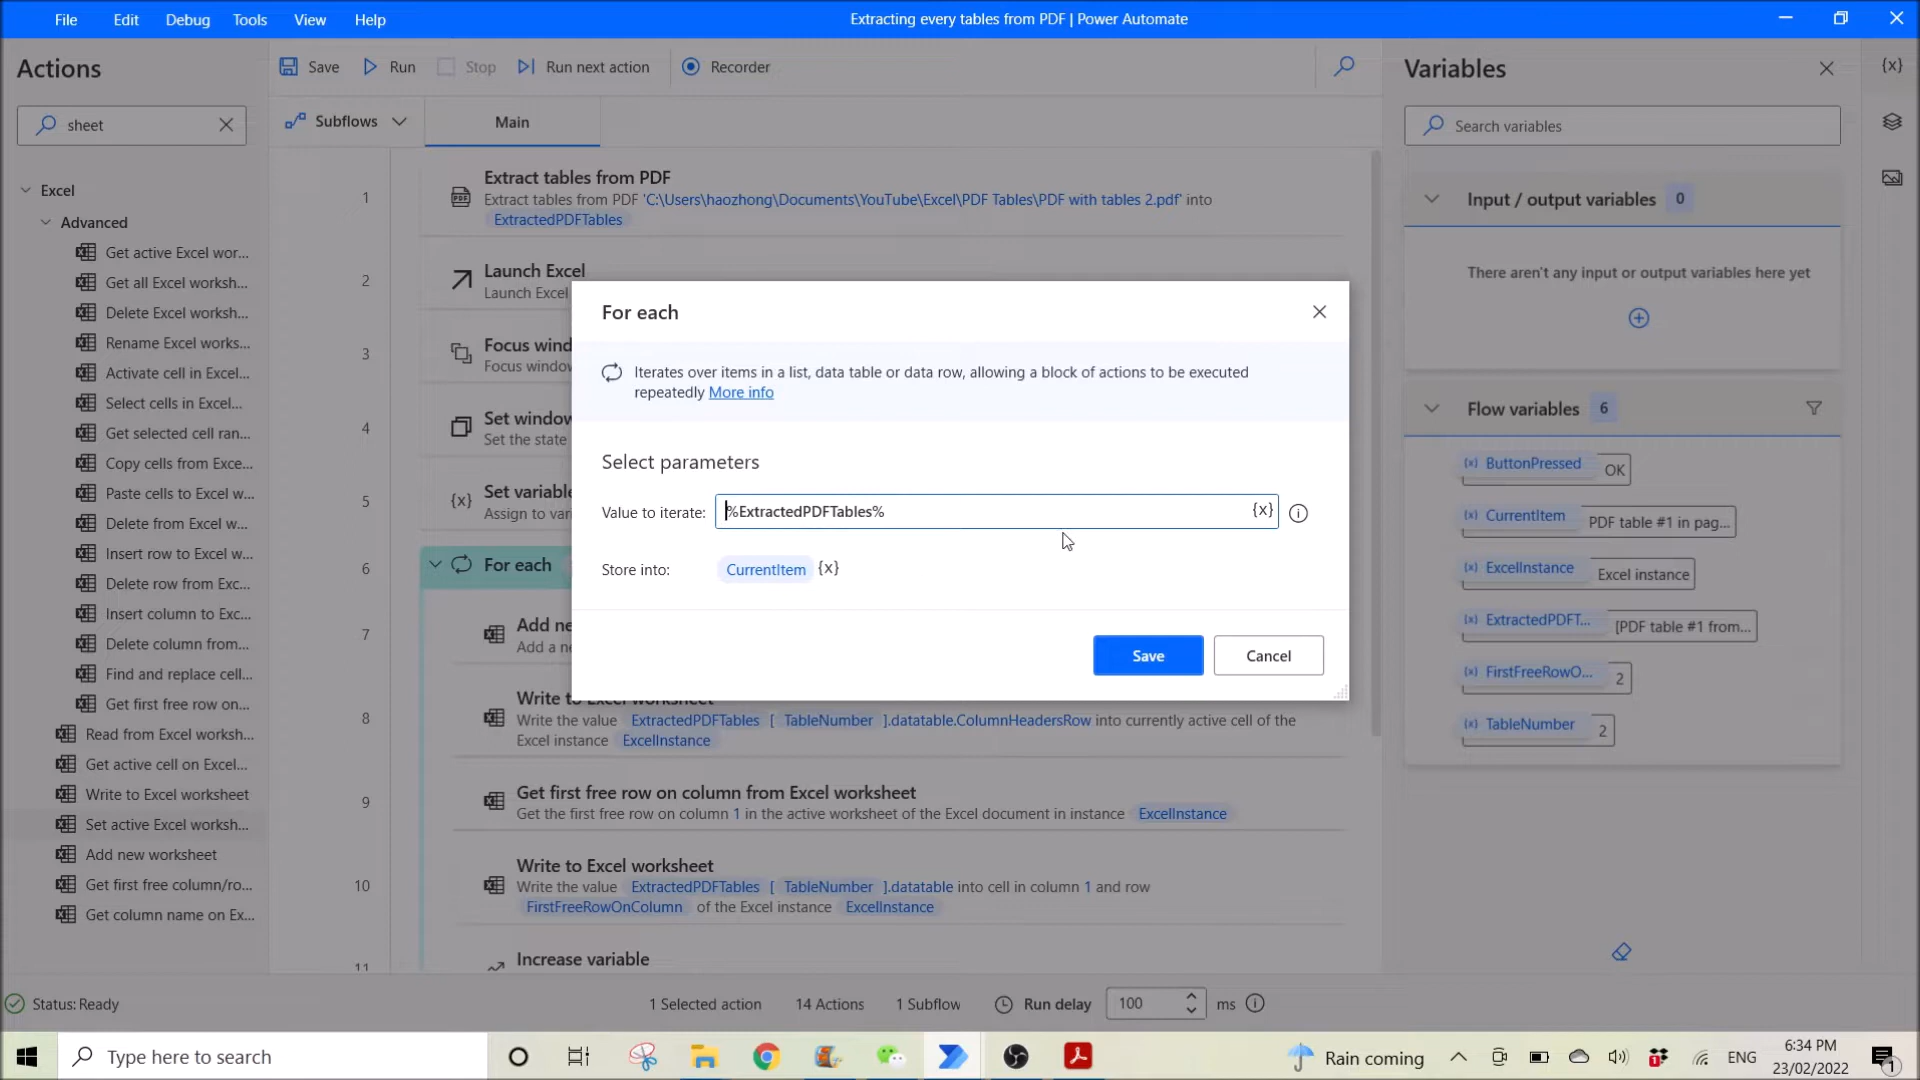 File Edit Debug Tools View Help
Extracting every tables from PDF | Power Automate
Actions
Save Run Stop Run next action Recorder
Variables
{x}
sheet
Subflows
Main
Search variables
Excel
Advanced
Get active Excel wor...
Get all Excel worksh...
Delete Excel worksh...
Rename Excel works...
Activate cell in Excel...
Select cells in Excel...
Get selected cell ran...
Copy cells from Exce...
Paste cells to Excel w...
Delete from Excel w...
Insert row to Excel w...
Delete row from Exc...
Insert column to Exc...
Delete column from...
Find and replace cell...
Get first free row on...
Read from Excel worksh...
Get active cell on Excel...
Write to Excel worksheet
Set active Excel worksh...
Add new worksheet
Get first free column/ro...
Get column name on Ex...
1
Extract tables from PDF
Extract tables from PDF 'C:\Users\haozhong\Documents\YouTube\Excel\PDF Tables\PDF with tables 2.pdf' into
ExtractedPDFTables
2
Launch Excel
Launch Excel
3
Focus wind
Focus window
4
Set window
Set the state
5
{x}
Set variable
Assign to var
6
For each
7
Add ne
Add a ne
8
Write to Excel worksheet
Write the value ExtractedPDFTables [ TableNumber ].datatable.ColumnHeadersRow into currently active cell of the
Excel instance ExcelInstance
9
Get first free row on column from Excel worksheet
Get the first free row on column 1 in the active worksheet of the Excel document in instance ExcelInstance
10
Write to Excel worksheet
Write the value ExtractedPDFTables [ TableNumber ].datatable into cell in column 1 and row
FirstFreeRowOnColumn of the Excel instance ExcelInstance
11
Increase variable
For each
Iterates over items in a list, data table or data row, allowing a block of actions to be executed
repeatedly More info
Select parameters
Value to iterate: %ExtractedPDFTables% {x}
Store into: CurrentItem {x}
Save Cancel
Input / output variables 0
There aren't any input or output variables here yet
Flow variables 6
(x) ButtonPressed OK
(x) CurrentItem PDF table #1 in pag...
(x) ExcelInstance Excel instance
(x) ExtractedPDFT... [PDF table #1 from...
(x) FirstFreeRowO... 2
(x) TableNumber 2
Status: Ready
1 Selected action 14 Actions 1 Subflow Run delay 100 ms
Type here to search
Rain coming
ENG
6:34 PM
23/02/2022
1